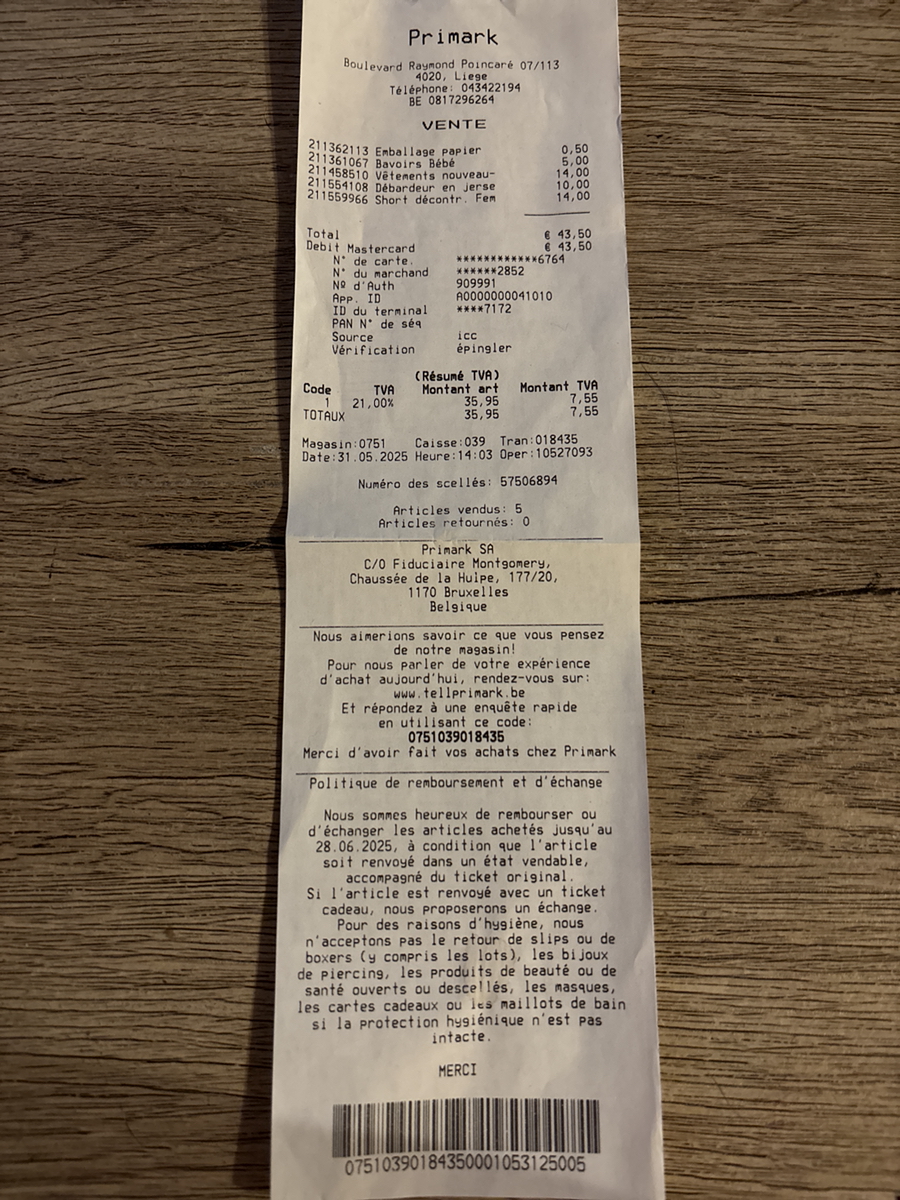 Primark
Boulevard Raymond Poincaré 07/113
4020, Liege
Téléphone: 043422194
BE 0817296264
VENTE
211362113 Emballage papier 0,50
211361067 Bavoirs Bébé 5,00
211458510 Vêtements nouveau- 14,00
211554108 Débardeur en jerse 10,00
211559966 Short décontr. Fem 14,00
Total € 43,50
Debit Mastercard € 43,50
N° de carte. ************6764
N° du marchand ******2852
Nº d'Auth 909991
App. ID A0000000041010
ID du terminal ****7172
PAN N° de séq
Source icc
Vérification épingler
(Résumé TVA)
Code TVA Montant art Montant TVA
1 21,00% 35,95 7,55
TOTAUX 35,95 7,55
Magasin:0751 Caisse:039 Tran:018435
Date:31.05.2025 Heure:14:03 Oper:10527093
Numéro des scellés: 57506894
Articles vendus: 5
Articles retournés: 0
Primark SA
C/O Fiduciaire Montgomery,
Chaussée de la Hulpe, 177/20,
1170 Bruxelles
Belgique
Nous aimerions savoir ce que vous pensez
de notre magasin!
Pour nous parler de votre expérience
d'achat aujourd'hui, rendez-vous sur:
www.tellprimark.be
Et répondez à une enquête rapide
en utilisant ce code:
0751039018435
Merci d'avoir fait vos achats chez Primark
Politique de remboursement et d'échange
Nous sommes heureux de rembourser ou
d'échanger les articles achetés jusqu'au
28.06.2025, à condition que l'article
soit renvoyé dans un état vendable,
accompagné du ticket original.
Si l'article est renvoyé avec un ticket
cadeau, nous proposerons un échange.
Pour des raisons d'hygiène, nous
n'acceptons pas le retour de slips ou de
boxers (y compris les lots), les bijoux
de piercing, les produits de beauté ou de
santé ouverts ou descellés, les masques,
les cartes cadeaux ou les maillots de bain
si la protection hygiénique n'est pas
intacte.
MERCI
07510390184350001053125005